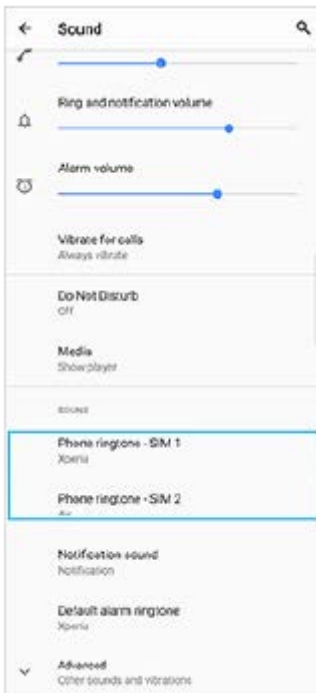 Sound
Ring and notification volume
Alarm volume
Vibrate for calls
Always vibrate
Do Not Disturb
Off
Media
Show player
SOUND
Phone ringtone - SIM 1
Xperia
Phone ringtone - SIM 2
Notification sound
Notification
Default alarm ringtone
Xperia
Advanced
Other sounds and vibrations